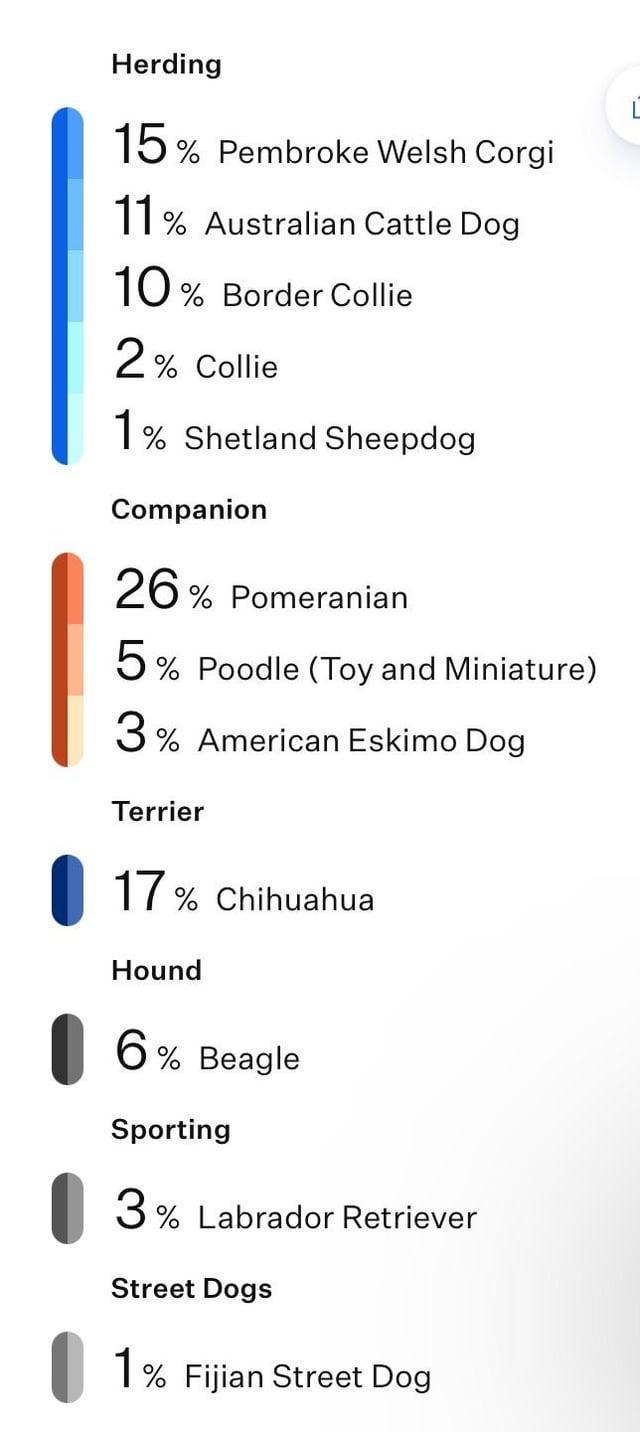 Herding
15 % Pembroke Welsh Corgi
11 % Australian Cattle Dog
10 % Border Collie
2 % Collie
1 % Shetland Sheepdog
Companion
26 % Pomeranian
5 % Poodle (Toy and Miniature)
3 % American Eskimo Dog
Terrier
17 % Chihuahua
Hound
6 % Beagle
Sporting
3 % Labrador Retriever
Street Dogs
1 % Fijian Street Dog